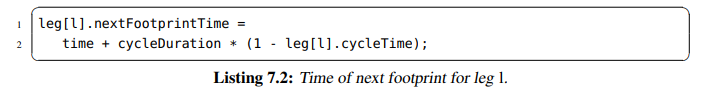 1 leg[l].nextFootprintTime =
2 time + cycleDuration * (1 - leg[l].cycleTime);
Listing 7.2: Time of next footprint for leg l.